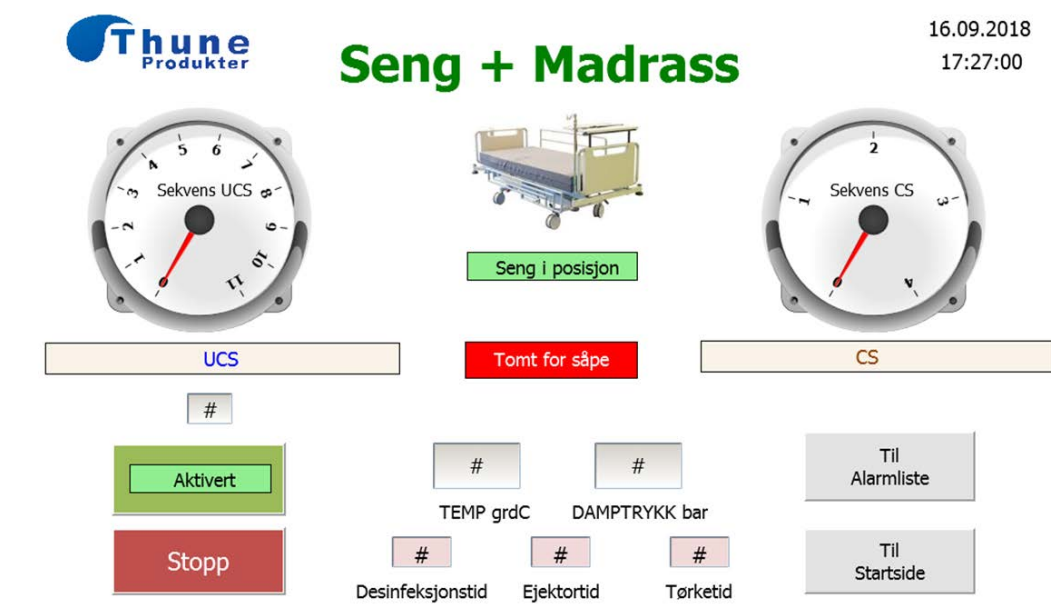 Thune
Produkter
Seng + Madrass
16.09.2018
17:27:00
0 1 2 3 4 5 6 7 8 9 10 11
Sekvens UCS
0 1 2 3 4
Sekvens CS
Seng i posisjon
UCS
Tomt for såpe
CS
#
Aktivert
# #
TEMP grdC DAMPTRYKK bar
Til
Alarmliste
Stopp
# # #
Desinfeksjonstid Ejektortid Tørketid
Til
Startside